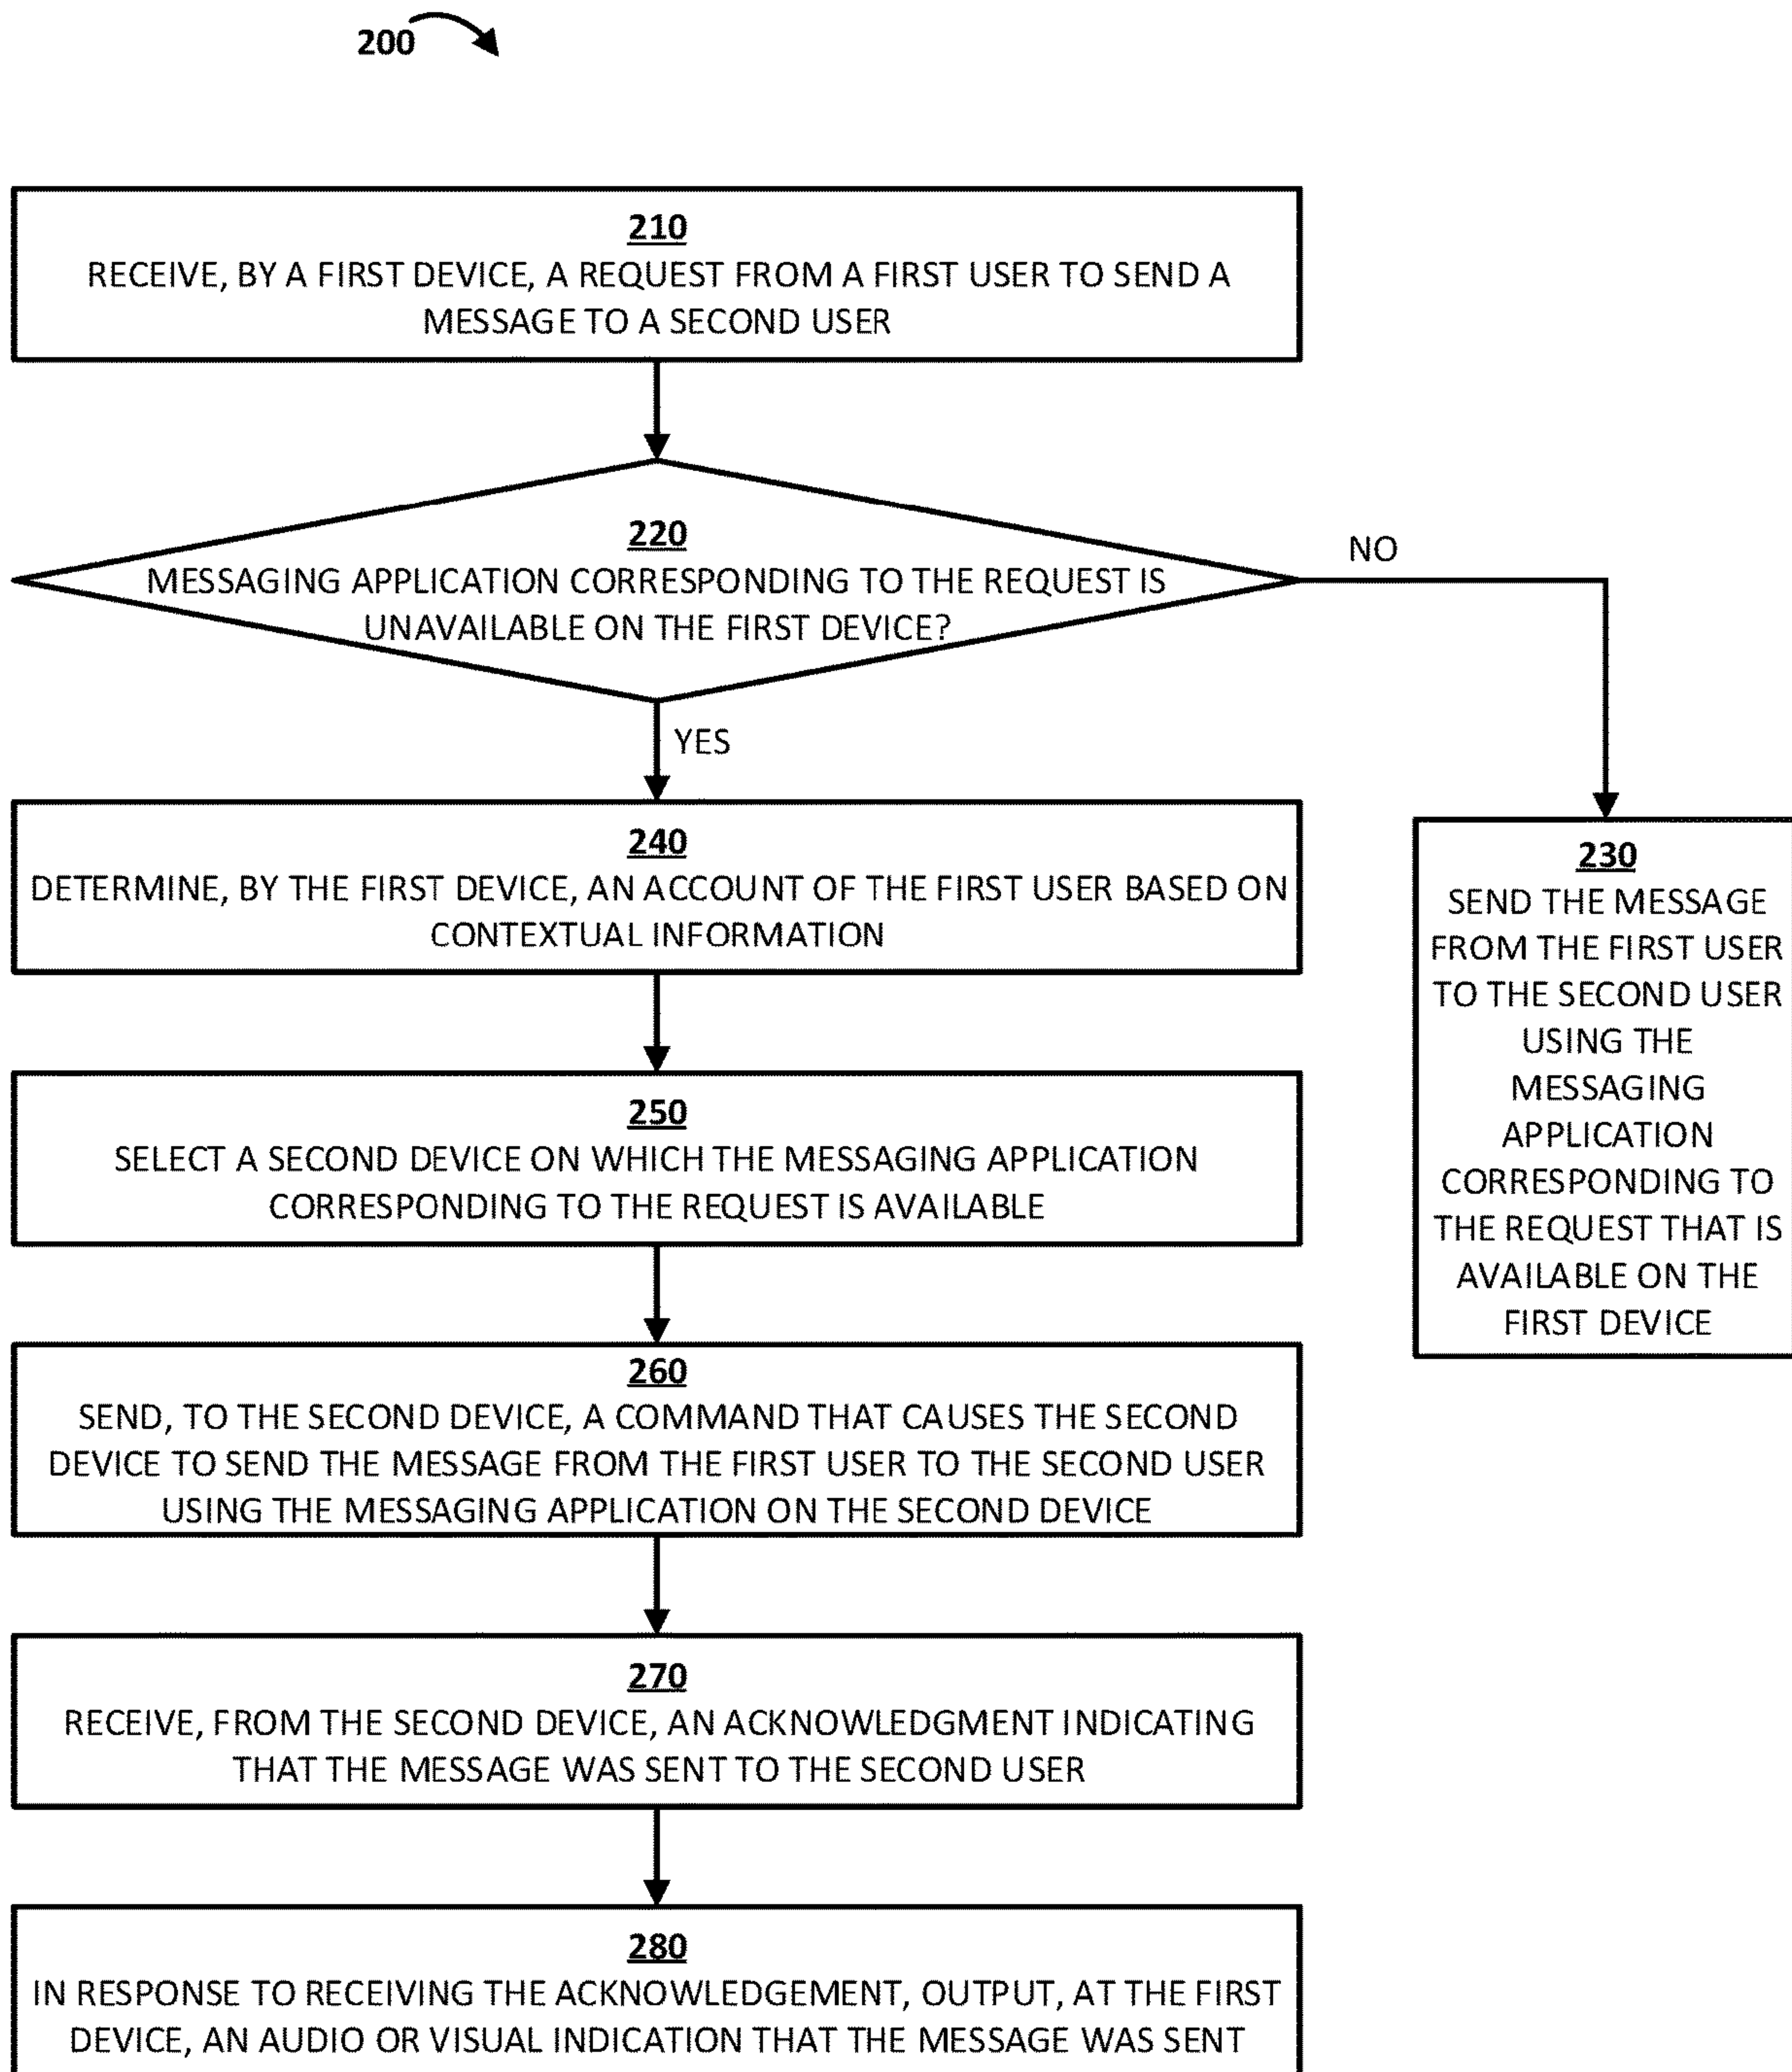 200
210
RECEIVE, BY A FIRST DEVICE, A REQUEST FROM A FIRST USER TO SEND A
MESSAGE TO A SECOND USER
220
MESSAGING APPLICATION CORRESPONDING TO THE REQUEST IS
UNAVAILABLE ON THE FIRST DEVICE?
NO
YES
230
SEND THE MESSAGE
FROM THE FIRST USER
TO THE SECOND USER
USING THE
MESSAGING
APPLICATION
CORRESPONDING TO
THE REQUEST THAT IS
AVAILABLE ON THE
FIRST DEVICE
240
DETERMINE, BY THE FIRST DEVICE, AN ACCOUNT OF THE FIRST USER BASED ON
CONTEXTUAL INFORMATION
250
SELECT A SECOND DEVICE ON WHICH THE MESSAGING APPLICATION
CORRESPONDING TO THE REQUEST IS AVAILABLE
260
SEND, TO THE SECOND DEVICE, A COMMAND THAT CAUSES THE SECOND
DEVICE TO SEND THE MESSAGE FROM THE FIRST USER TO THE SECOND USER
USING THE MESSAGING APPLICATION ON THE SECOND DEVICE
270
RECEIVE, FROM THE SECOND DEVICE, AN ACKNOWLEDGMENT INDICATING
THAT THE MESSAGE WAS SENT TO THE SECOND USER
280
IN RESPONSE TO RECEIVING THE ACKNOWLEDGEMENT, OUTPUT, AT THE FIRST
DEVICE, AN AUDIO OR VISUAL INDICATION THAT THE MESSAGE WAS SENT